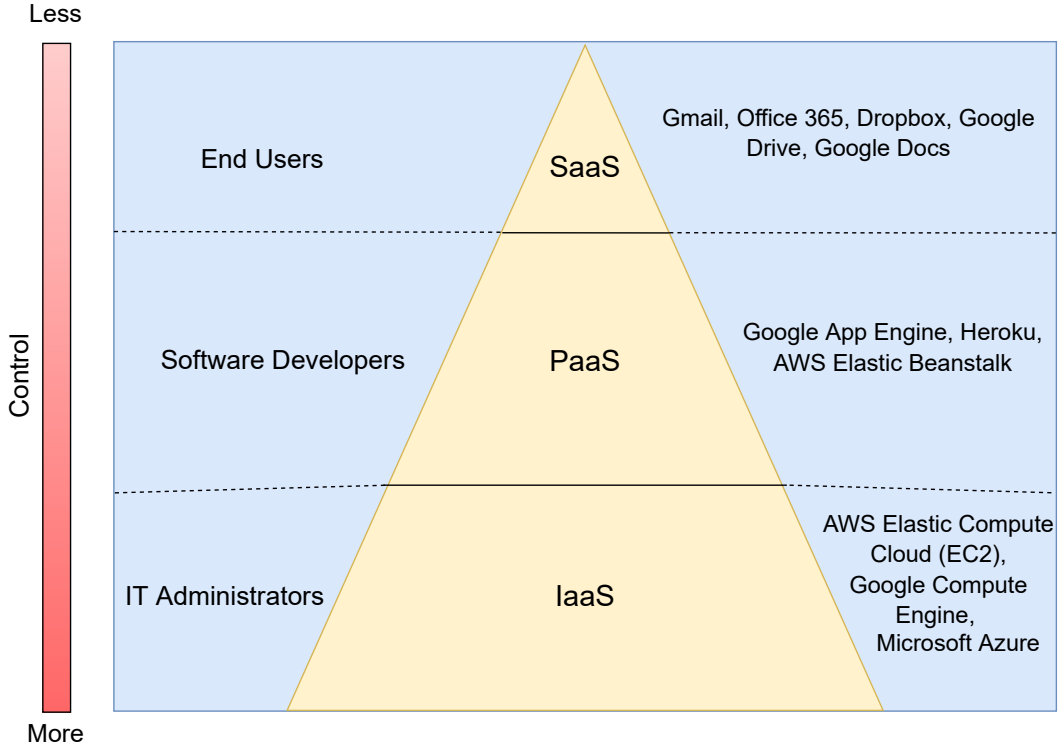 Less
Gmail, Office 365, Dropbox, Google
Drive, Google Docs
End Users
SaaS
Control
Software Developers
PaaS
Google App Engine, Heroku,
AWS Elastic Beanstalk
IT Administrators
IaaS
AWS Elastic Compute
Cloud (EC2),
Google Compute
Engine,
Microsoft Azure
More